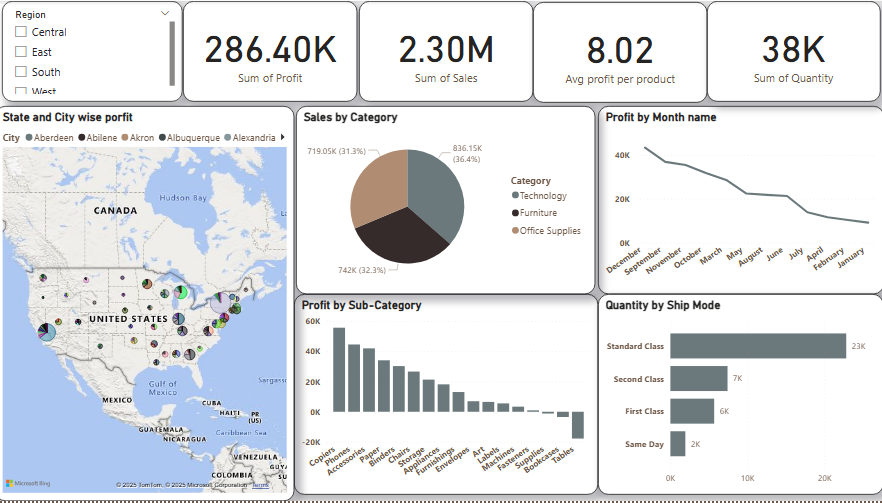 Region
Central
East
South
West
286.40K
Sum of Profit
2.30M
Sum of Sales
8.02
Avg profit per product
38K
Sum of Quantity
State and City wise porfit
City Aberdeen Abilene Akron Albuquerque Alexandria
CANADA
Hudson Bay
UNITED STATES
Gulf of
Mexico
Sargass
MEXICO
CUBA
HAITI
PR
(US)
GUATEMALA
Caribbean Sea
NICARAGUA
VENEZUELA
GUY
COLOMBIA
SU
Microsoft Bing
© 2025 TomTom, © 2025 Microsoft Corporation Terms
Sales by Category
719.05K (31.3%)
836.15K
(36.4%)
742K (32.3%)
Category
Technology
Furniture
Office Supplies
Profit by Month name
40K
20K
0K
December
September
November
October
March
May
August
June
July
April
February
January
Profit by Sub-Category
60K
40K
20K
0K
-20K
Copiers
Phones
Accessories
Paper
Binders
Chairs
Storage
Appliances
Furnishings
Envelopes
Art
Labels
Machines
Fasteners
Supplies
Bookcases
Tables
Quantity by Ship Mode
Standard Class 23K
Second Class 7K
First Class 6K
Same Day 2K
0K 10K 20K